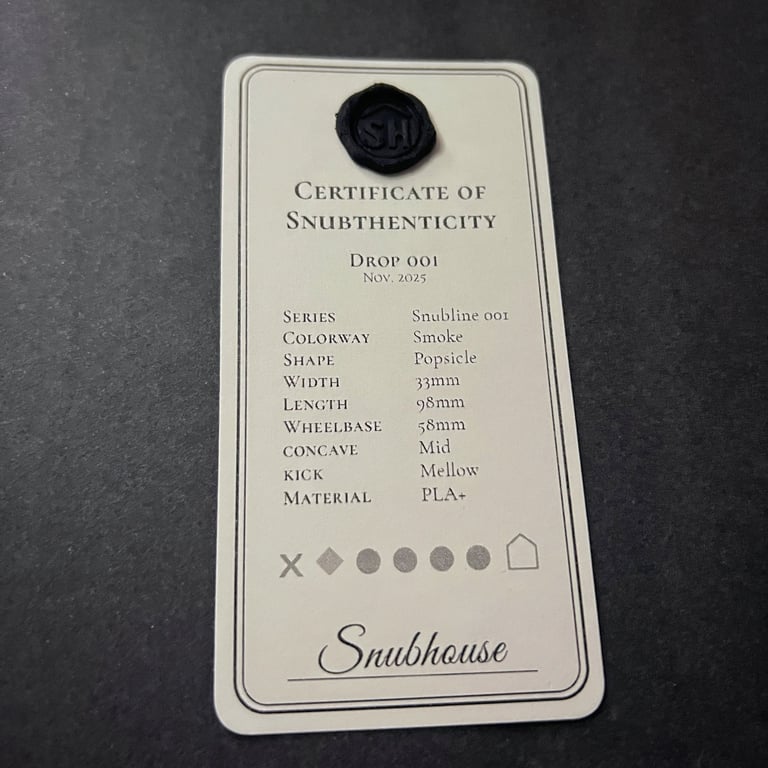 SH
Certificate of
Snubthenticity
Drop 001
Nov. 2025
Series Snubline 001
Colorway Smoke
Shape Popsicle
Width 33mm
Length 98mm
Wheelbase 58mm
concave Mid
kick Mellow
Material PLA+
X
Snubhouse